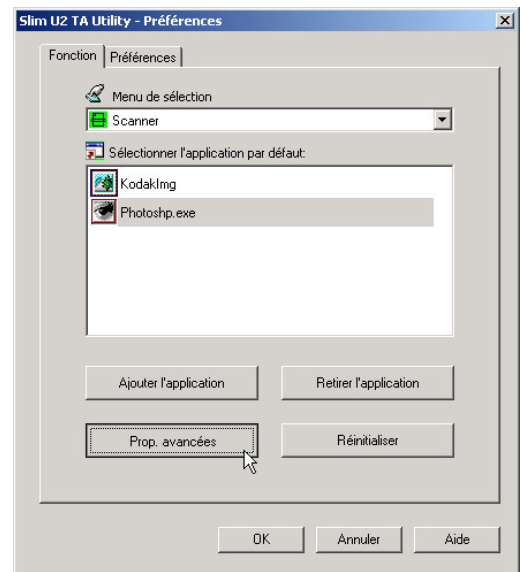 Slim U2 TA Utility - Préférences
Fonction Préférences
Menu de sélection
Scanner
Sélectionner l'application par défaut:
KodakImg
Photoshp.exe
Ajouter l'application Retirer l'application
Prop. avancées Réinitialiser
OK Annuler Aide